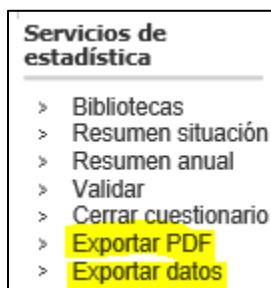 Servicios de
estadística
> Bibliotecas
> Resumen situación
> Resumen anual
> Validar
> Cerrar cuestionario
> Exportar PDF
> Exportar datos